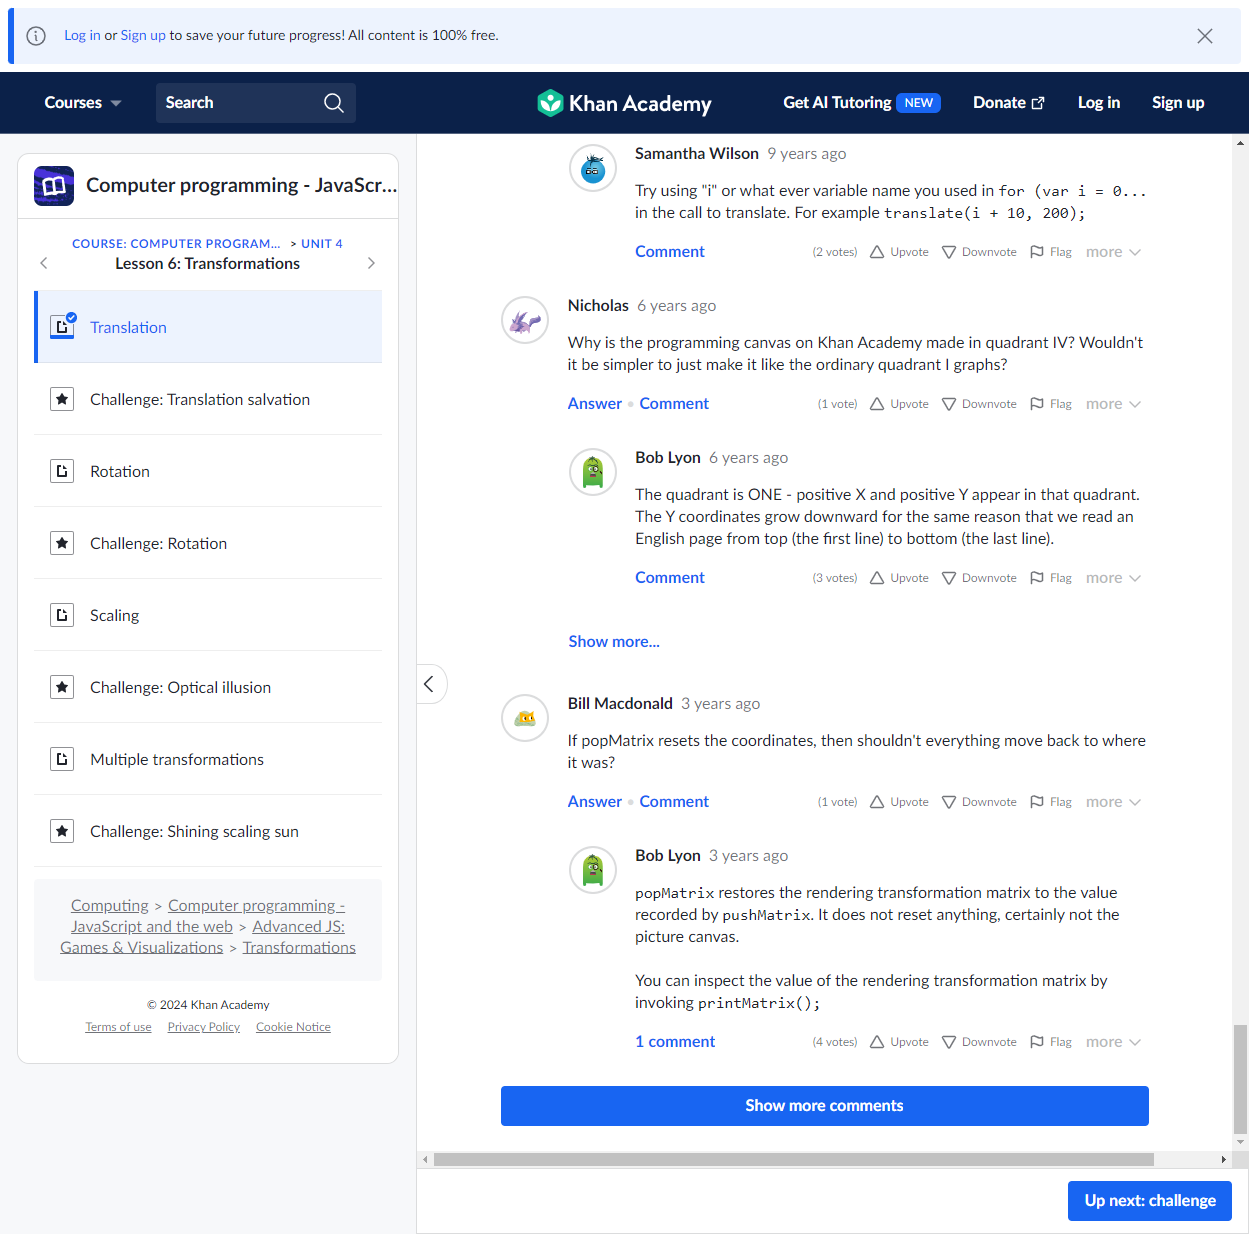 Log in or Sign up to save your future progress! All content is 100% free.
Courses
Search
Khan Academy
Get AI Tutoring NEW
Donate
Log in
Sign up
Computer programming - JavaScr...
COURSE: COMPUTER PROGRAM... > UNIT 4
Lesson 6: Transformations
Translation
Challenge: Translation salvation
Rotation
Challenge: Rotation
Scaling
Challenge: Optical illusion
Multiple transformations
Challenge: Shining scaling sun
Computing > Computer programming -
JavaScript and the web > Advanced JS:
Games & Visualizations > Transformations
© 2024 Khan Academy
Terms of use Privacy Policy Cookie Notice
Samantha Wilson 9 years ago
Try using "i" or what ever variable name you used in for (var i = 0...
in the call to translate. For example translate(i + 10, 200);
Comment (2 votes) Upvote Downvote Flag more
Nicholas 6 years ago
Why is the programming canvas on Khan Academy made in quadrant IV? Wouldn't
it be simpler to just make it like the ordinary quadrant I graphs?
Answer • Comment (1 vote) Upvote Downvote Flag more
Bob Lyon 6 years ago
The quadrant is ONE - positive X and positive Y appear in that quadrant.
The Y coordinates grow downward for the same reason that we read an
English page from top (the first line) to bottom (the last line).
Comment (3 votes) Upvote Downvote Flag more
Show more...
Bill Macdonald 3 years ago
If popMatrix resets the coordinates, then shouldn't everything move back to where
it was?
Answer • Comment (1 vote) Upvote Downvote Flag more
Bob Lyon 3 years ago
popMatrix restores the rendering transformation matrix to the value
recorded by pushMatrix. It does not reset anything, certainly not the
picture canvas.
You can inspect the value of the rendering transformation matrix by
invoking printMatrix();
1 comment (4 votes) Upvote Downvote Flag more
Show more comments
Up next: challenge